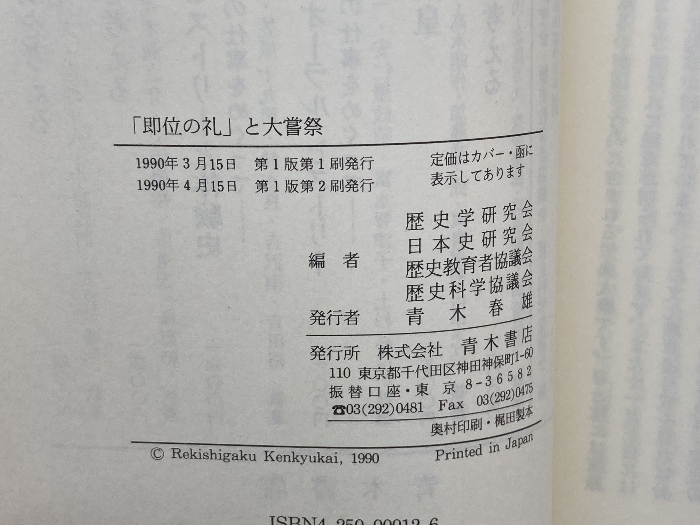 「即位の礼」と大嘗祭
1990年3月15日 第1版第1刷発行
1990年4月15日 第1版第2刷発行
定価はカバー・函に
表示してあります
編者
歴史学研究会
日本史研究会
歴史教育者協議会
歴史科学協議会
発行者 青木春雄
発行所 株式会社 青木書店
110 東京都千代田区神田神保町1-60
振替口座・東京 8-36582
☎03(292)0481 Fax 03(292)0475
奥村印刷・梶田製本
© Rekishigaku Kenkyukai, 1990 Printed in Japan
ISBN4-250-90012-6